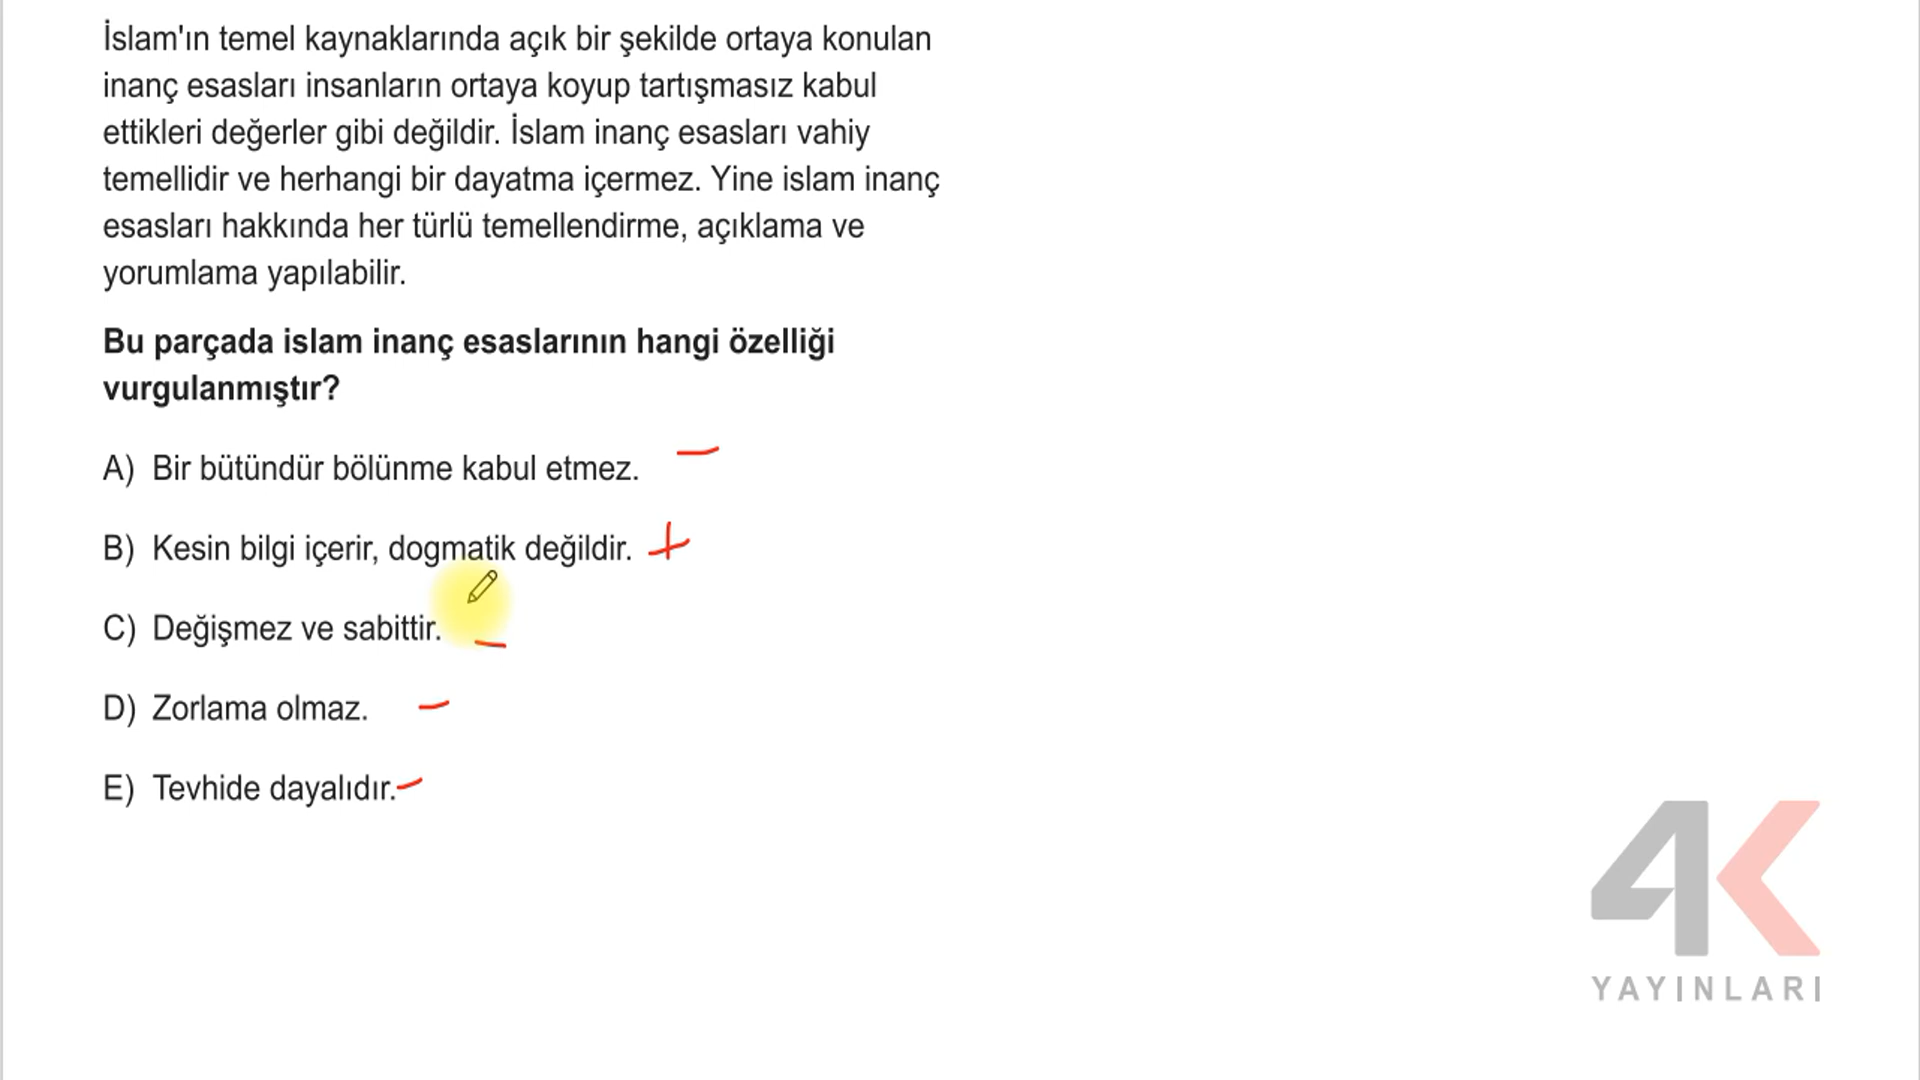 İslam'ın temel kaynaklarında açık bir şekilde ortaya konulan
inanç esasları insanların ortaya koyup tartışmasız kabul
ettikleri değerler gibi değildir. İslam inanç esasları vahiy
temellidir ve herhangi bir dayatma içermez. Yine islam inanç
esasları hakkında her türlü temellendirme, açıklama ve
yorumlama yapılabilir.
Bu parçada islam inanç esaslarının hangi özelliği
vurgulanmıştır?
A) Bir bütündür bölünme kabul etmez.
B) Kesin bilgi içerir, dogmatik değildir.
C) Değişmez ve sabittir.
D) Zorlama olmaz.
E) Tevhide dayalıdır.
4K
YAYINLARI